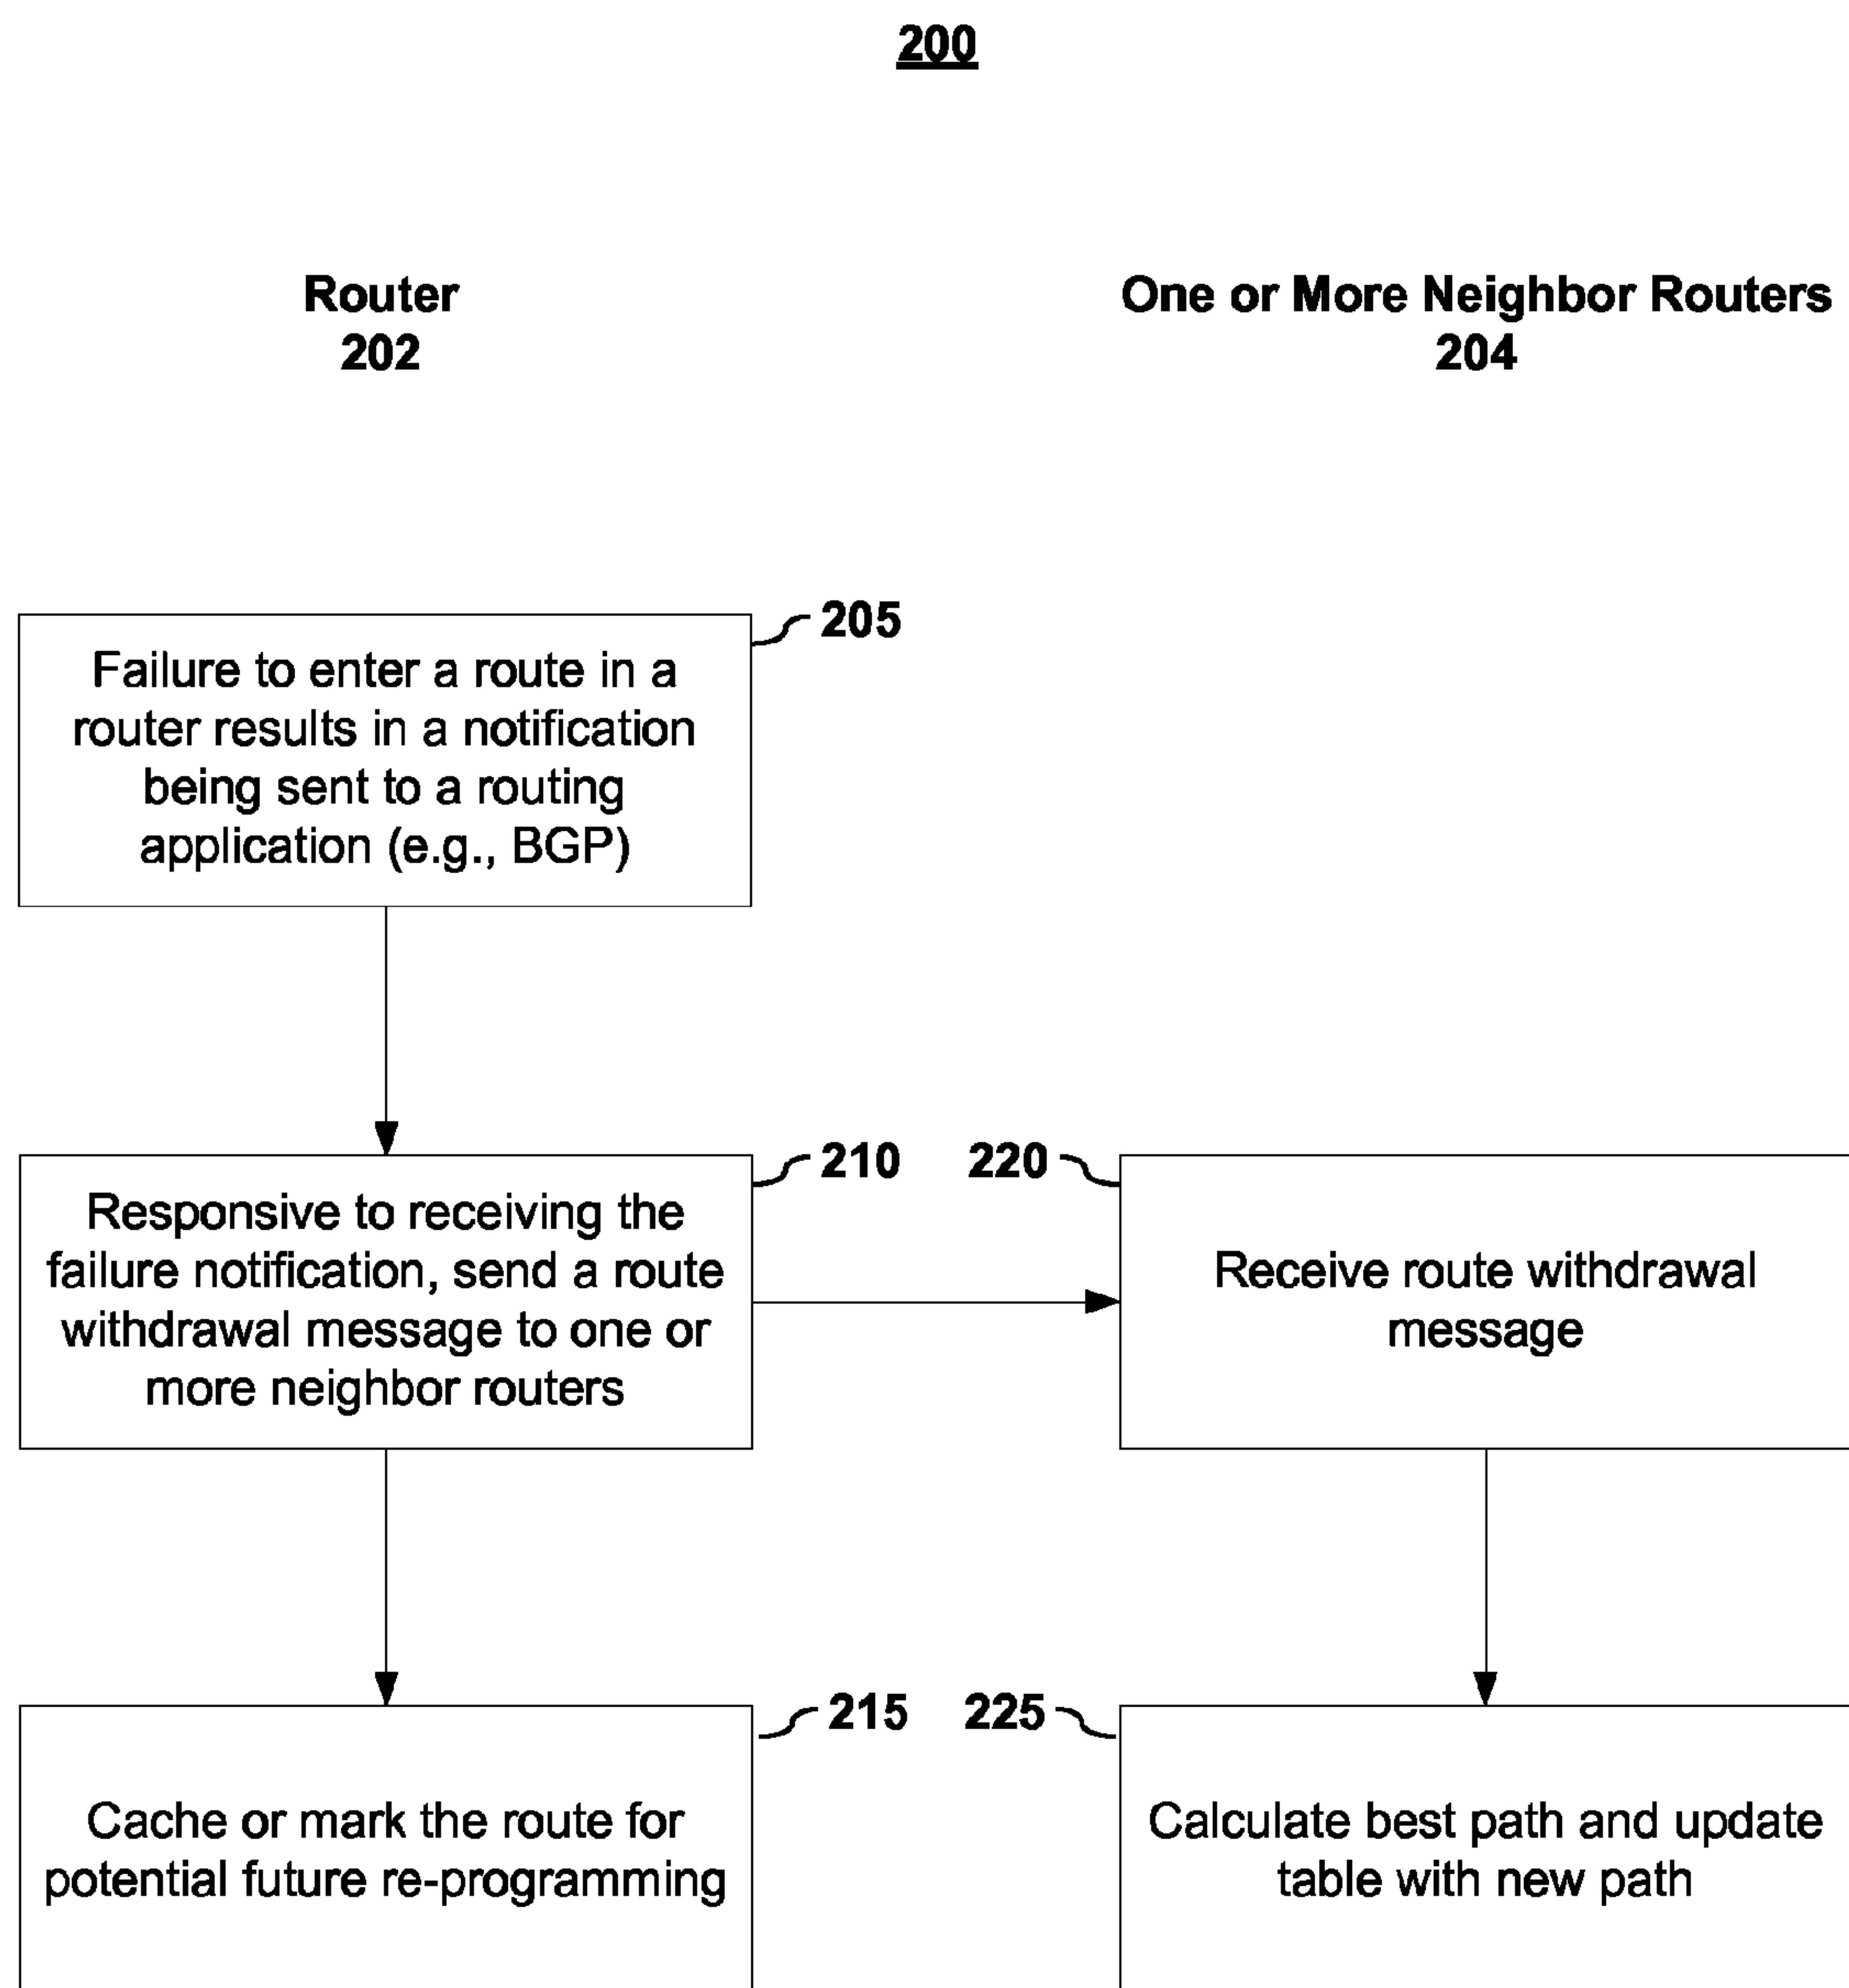 200
Router
202
One or More Neighbor Routers
204
205
Failure to enter a route in a
router results in a notification
being sent to a routing
application (e.g., BGP)
210
Responsive to receiving the
failure notification, send a route
withdrawal message to one or
more neighbor routers
220
Receive route withdrawal
message
215
Cache or mark the route for
potential future re-programming
225
Calculate best path and update
table with new path